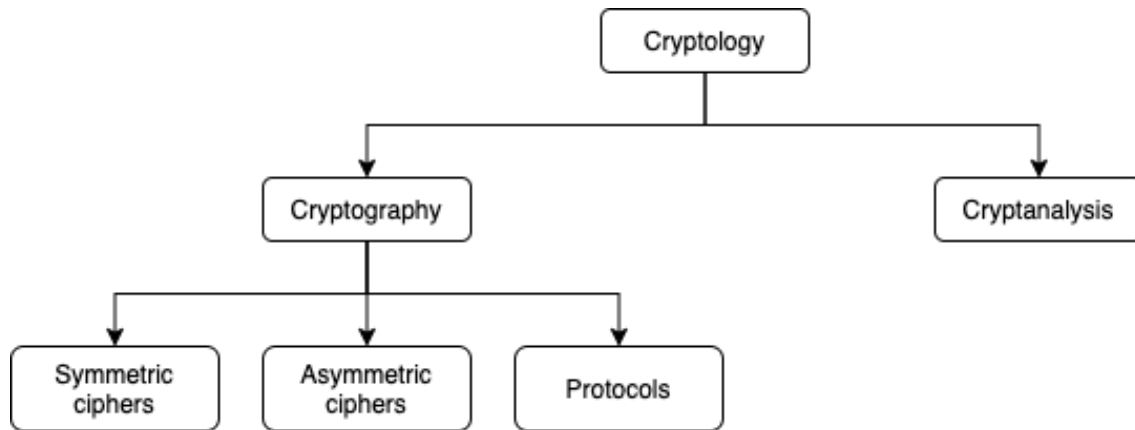 Cryptology
Cryptography
Cryptanalysis
Symmetric
ciphers
Asymmetric
ciphers
Protocols